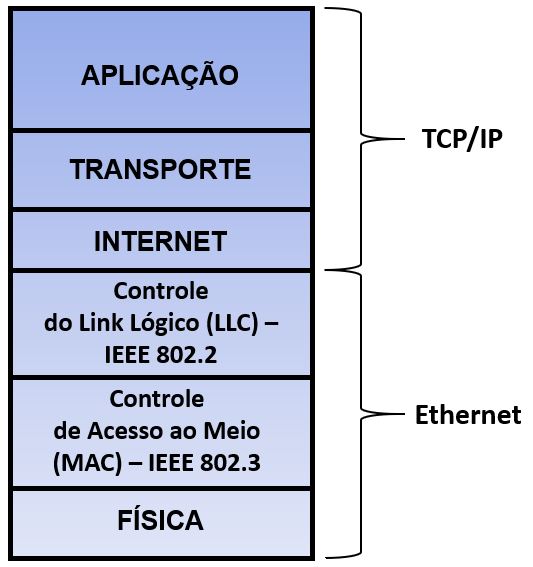 APLICAÇÃO
TRANSPORTE
INTERNET
Controle
do Link Lógico (LLC) –
IEEE 802.2
Controle
de Acesso ao Meio
(MAC) – IEEE 802.3
FÍSICA
TCP/IP
Ethernet